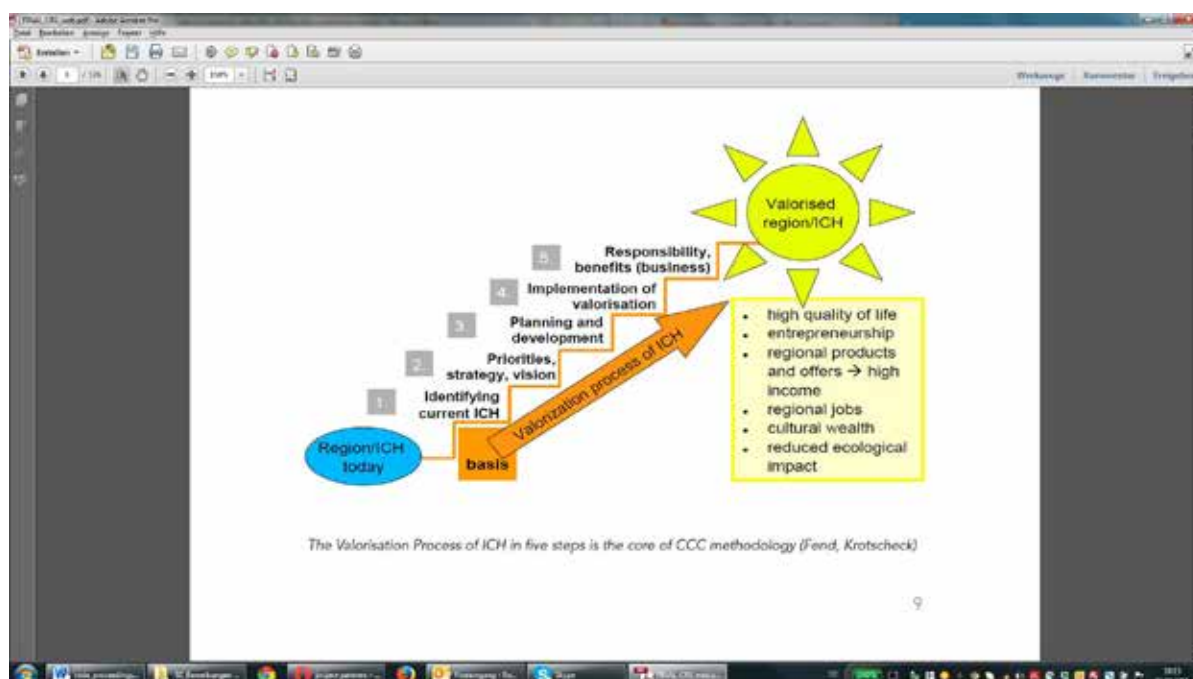 Werkzeuge
Kommentar
Valorised
region/ICH
5.
Responsibility,
benefits (business)
4.
Implementation of
valorisation
3.
Planning and
development
2.
Priorities,
strategy, vision
1.
Identifying
current ICH
Region/ICH
today
basis
Valorization process of ICH
• high quality of life
• entrepreneurship
• regional products
and offers → high
income
• regional jobs
• cultural wealth
• reduced ecological
impact
The Valorisation Process of ICH in five steps is the core of CCC methodology (Fend, Krotscheck)
9
Skype